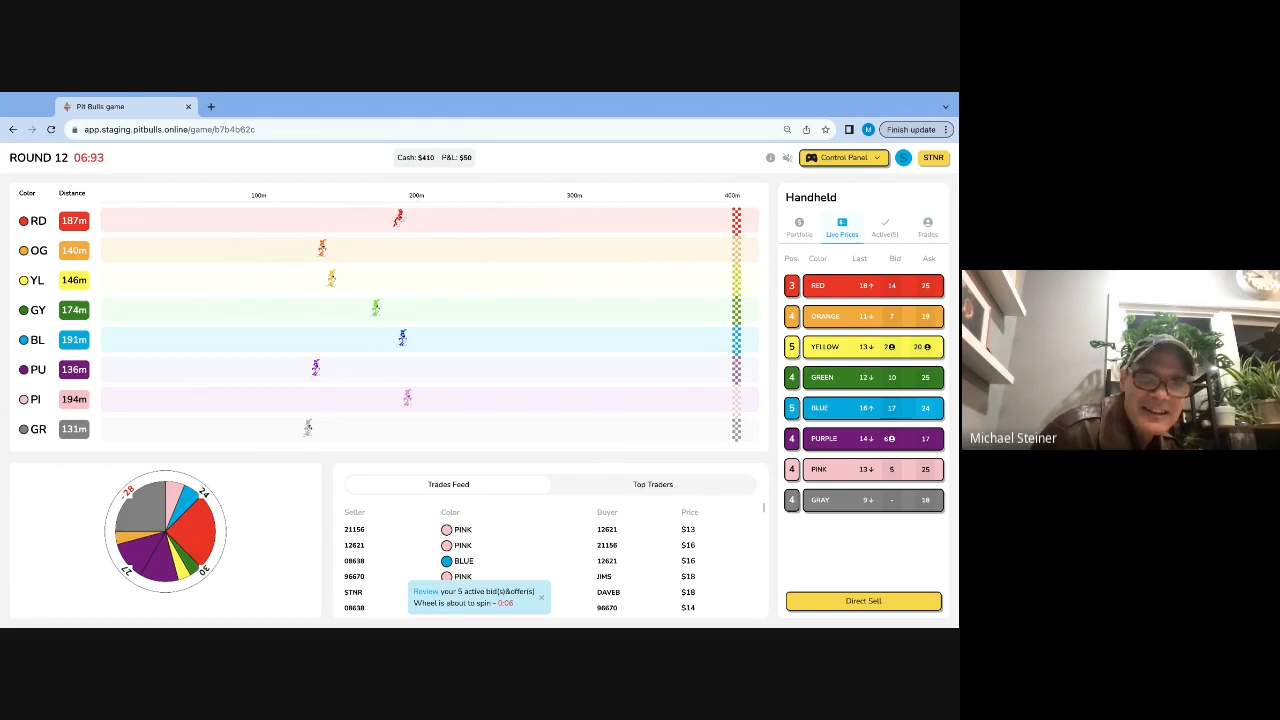 Pit Bulls game
app.staging.pitbulls.online/game/b7b4b62c
M Finish update
ROUND 12 06:93
Cash: $410 P&L: $50
Control Panel S STNR
Color Distance 100m 200m 300m 400m
RD 187m
OG 140m
YL 146m
GY 174m
BL 191m
PU 136m
PI 194m
GR 131m
-28 24 30 27
Trades Feed Top Traders
Seller Color Buyer Price
21156 PINK 12621 $13
12621 PINK 21156 $16
08638 BLUE 12621 $16
96670 PINK JIMS $18
STNR DAVEB $18
08638 96670 $14
Review your 5 active bid(s)&offer(s)
Wheel is about to spin - 0:06
Handheld
Portfolio Live Prices Active(5) Trades
Pos. Color Last Bid Ask
3 RED 18↑ 14 25
4 ORANGE 11↓ 7 19
5 YELLOW 13↓ 7 20
4 GREEN 12↓ 10 25
5 BLUE 16↑ 17 24
4 PURPLE 14↓ 6 17
4 PINK 13↓ 5 25
4 GRAY 9↓ - 18
Direct Sell
Michael Steiner